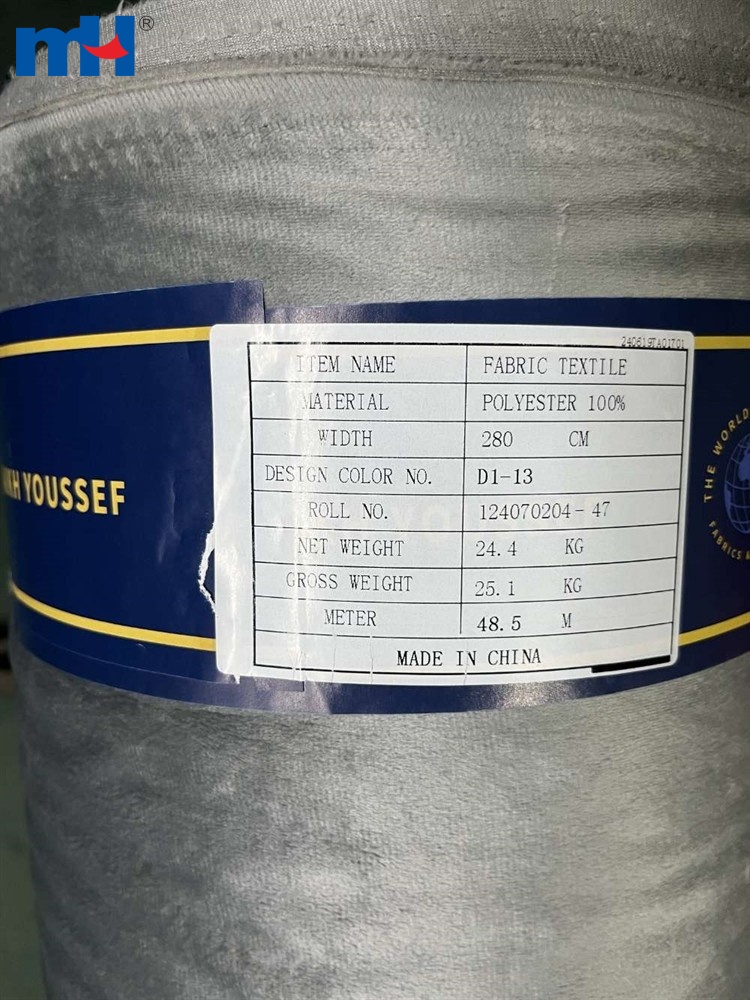 mH®
240619TA01701
ITEM NAME FABRIC TEXTILE
MATERIAL POLYESTER 100%
WIDTH 280 CM
DESIGN COLOR NO. D1-13
ROLL NO. 124070204-47
NET WEIGHT 24.4 KG
GROSS WEIGHT 25.1 KG
METER 48.5 M
MADE IN CHINA
YOUSSEF
THE WORLD
FABRICS